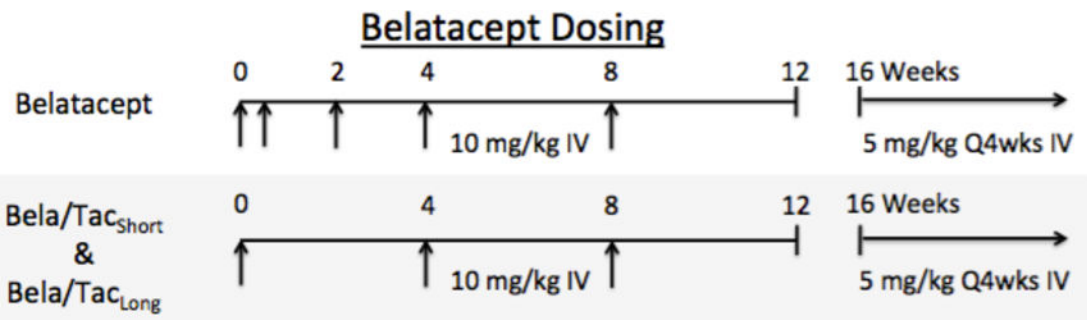 Belatacept Dosing
0 2 4 8 12 16 Weeks
Belatacept
10 mg/kg IV 5 mg/kg Q4wks IV
0 4 8 12 16 Weeks
Bela/TacShort
&
Bela/TacLong
10 mg/kg IV 5 mg/kg Q4wks IV